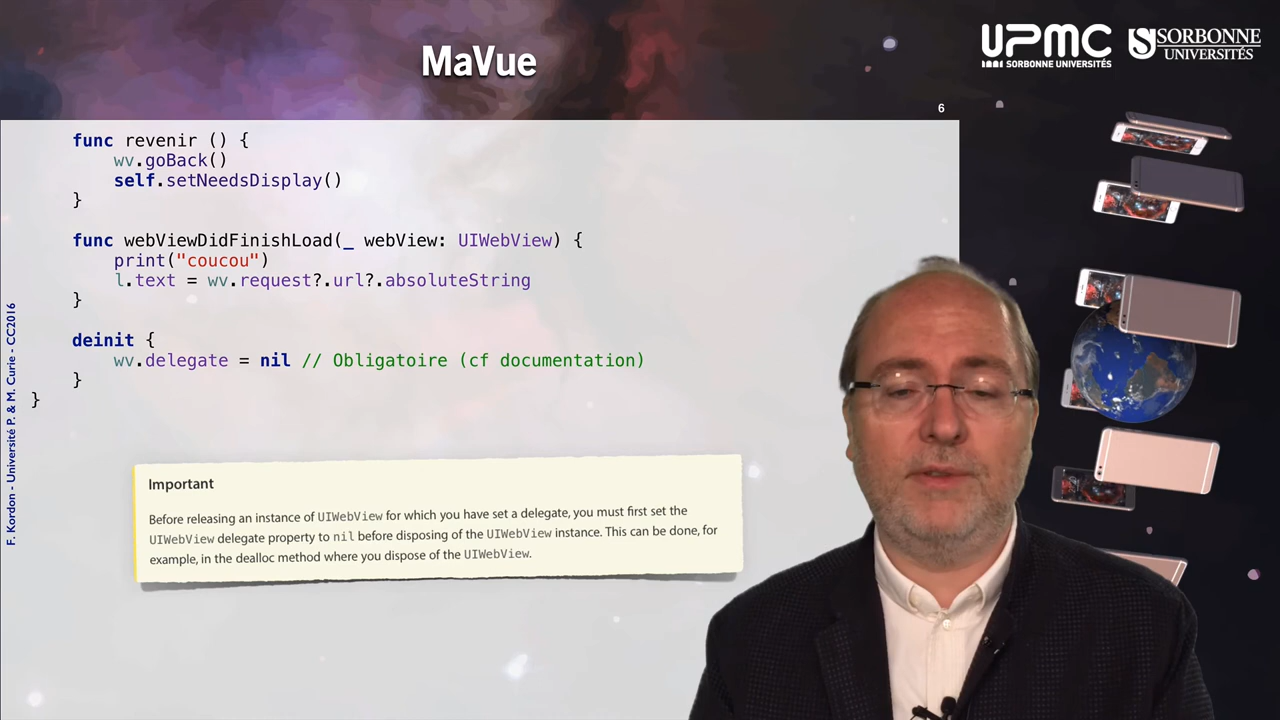 MaVue
UPMC
SORBONNE UNIVERSITÉS
SORBONNE
UNIVERSITÉS
6
func revenir () {
wv.goBack()
self.setNeedsDisplay()
}
func webViewDidFinishLoad(_ webView: UIWebView) {
print("coucou")
l.text = wv.request?.url?.absoluteString
}
deinit {
wv.delegate = nil // Obligatoire (cf documentation)
}
}
Important
Before releasing an instance of UIWebView for which you have set a delegate, you must first set the
UIWebView delegate property to nil before disposing of the UIWebView instance. This can be done, for
example, in the dealloc method where you dispose of the UIWebView.
F. Kordon - Université P. & M. Curie - CC2016